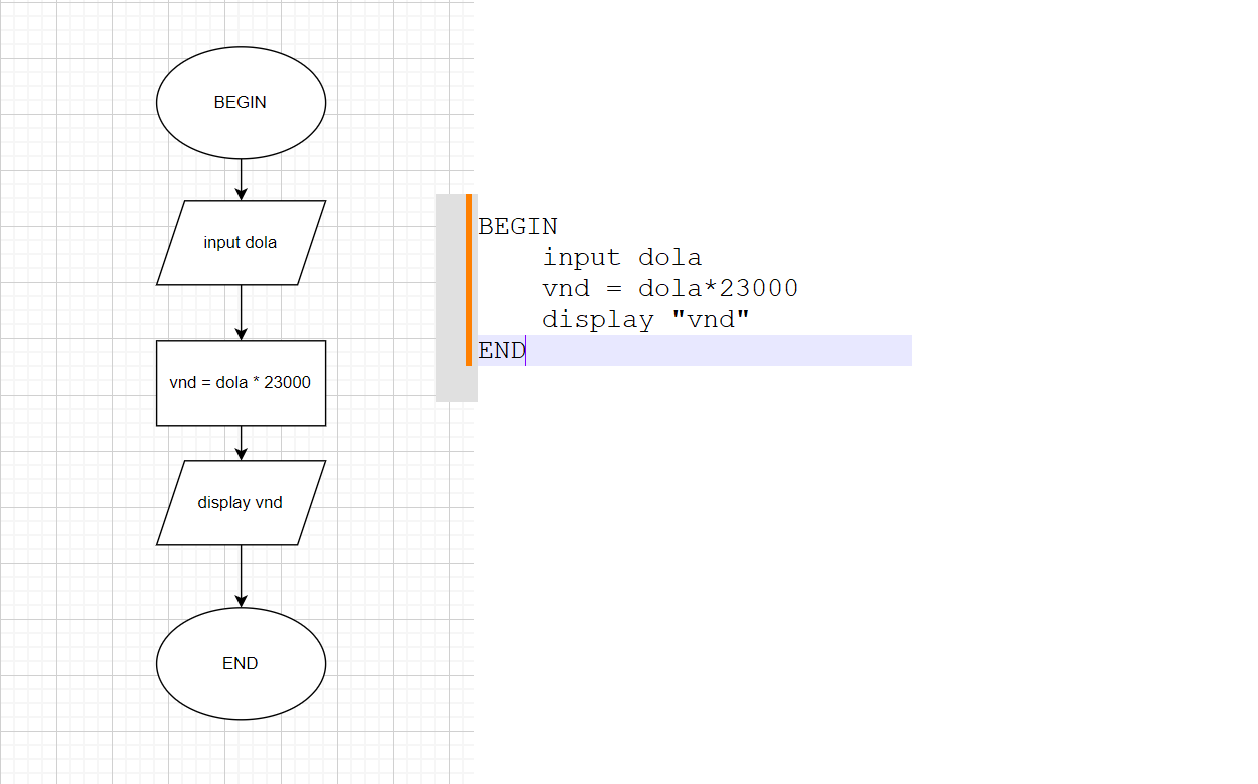 BEGIN
input dola
vnd = dola * 23000
display vnd
END
BEGIN
input dola
vnd = dola*23000
display "vnd"
END